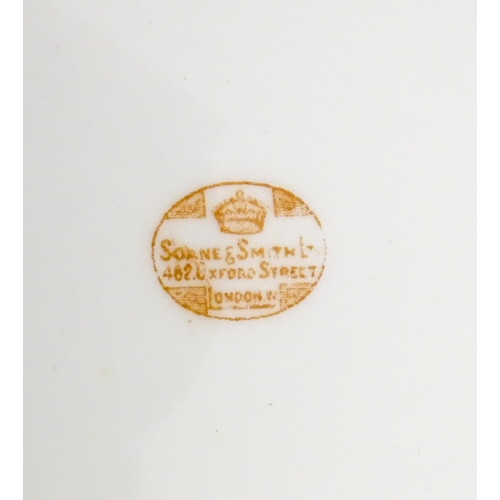 SOANE & SMITH LTD
462. OXFORD STREET
LONDON. W.